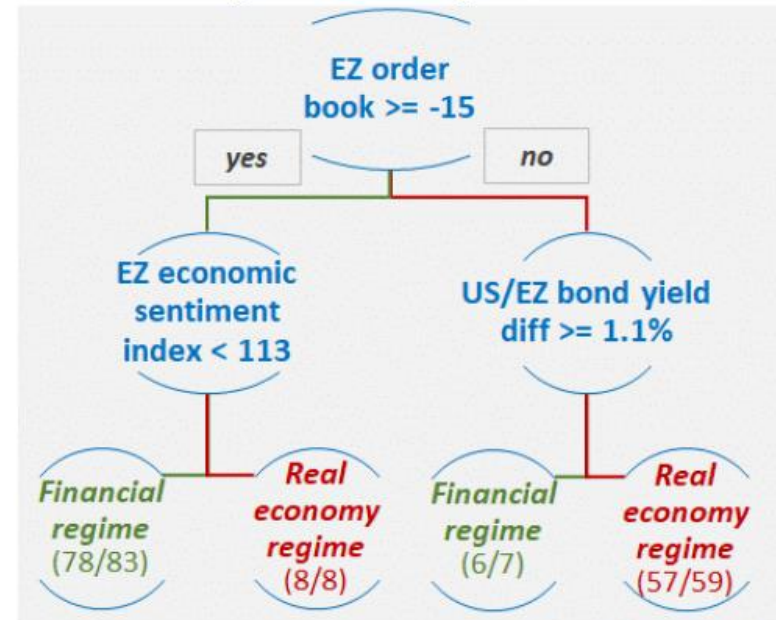 EZ order
book >= -15
yes
no
EZ economic
sentiment
index < 113
US/EZ bond yield
diff >= 1.1%
Financial
regime
(78/83)
Real
economy
regime
(8/8)
Financial
regime
(6/7)
Real
economy
regime
(57/59)